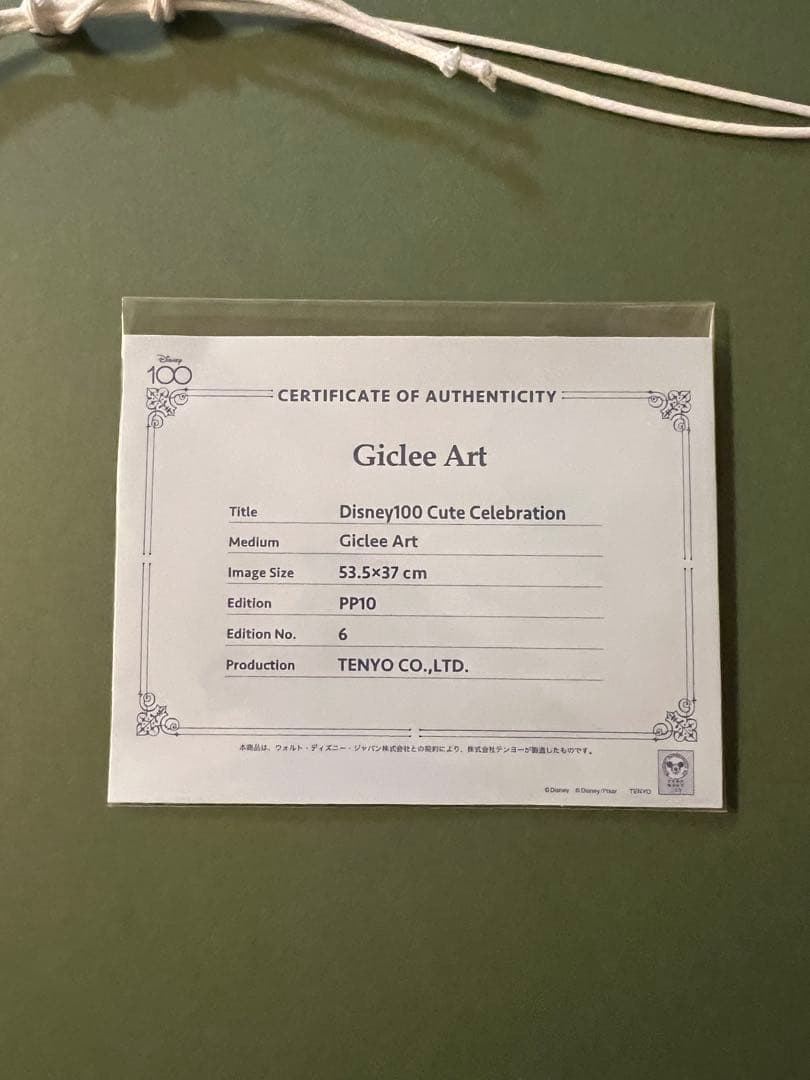 Disney
100
CERTIFICATE OF AUTHENTICITY
Giclee Art
Title Disney100 Cute Celebration
Medium Giclee Art
Image Size 53.5×37 cm
Edition PP10
Edition No. 6
Production TENYO CO.,LTD.
本商品は、ウォルト・ディズニー・ジャパン株式会社との契約により、株式会社テンヨーが製造したものです。
©Disney ©Disney/Pixar TENYO